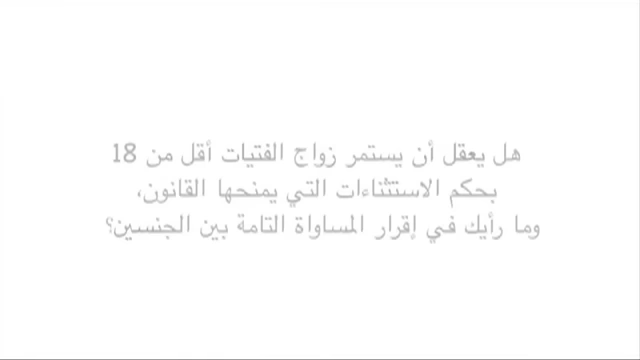 هل يعقل أن يستمر زواج الفتيات أقل من 18
بحكم الاستثناءات التي يمنحها القانون،
وما رأيك في إقرار المساواة التامة بين الجنسين؟